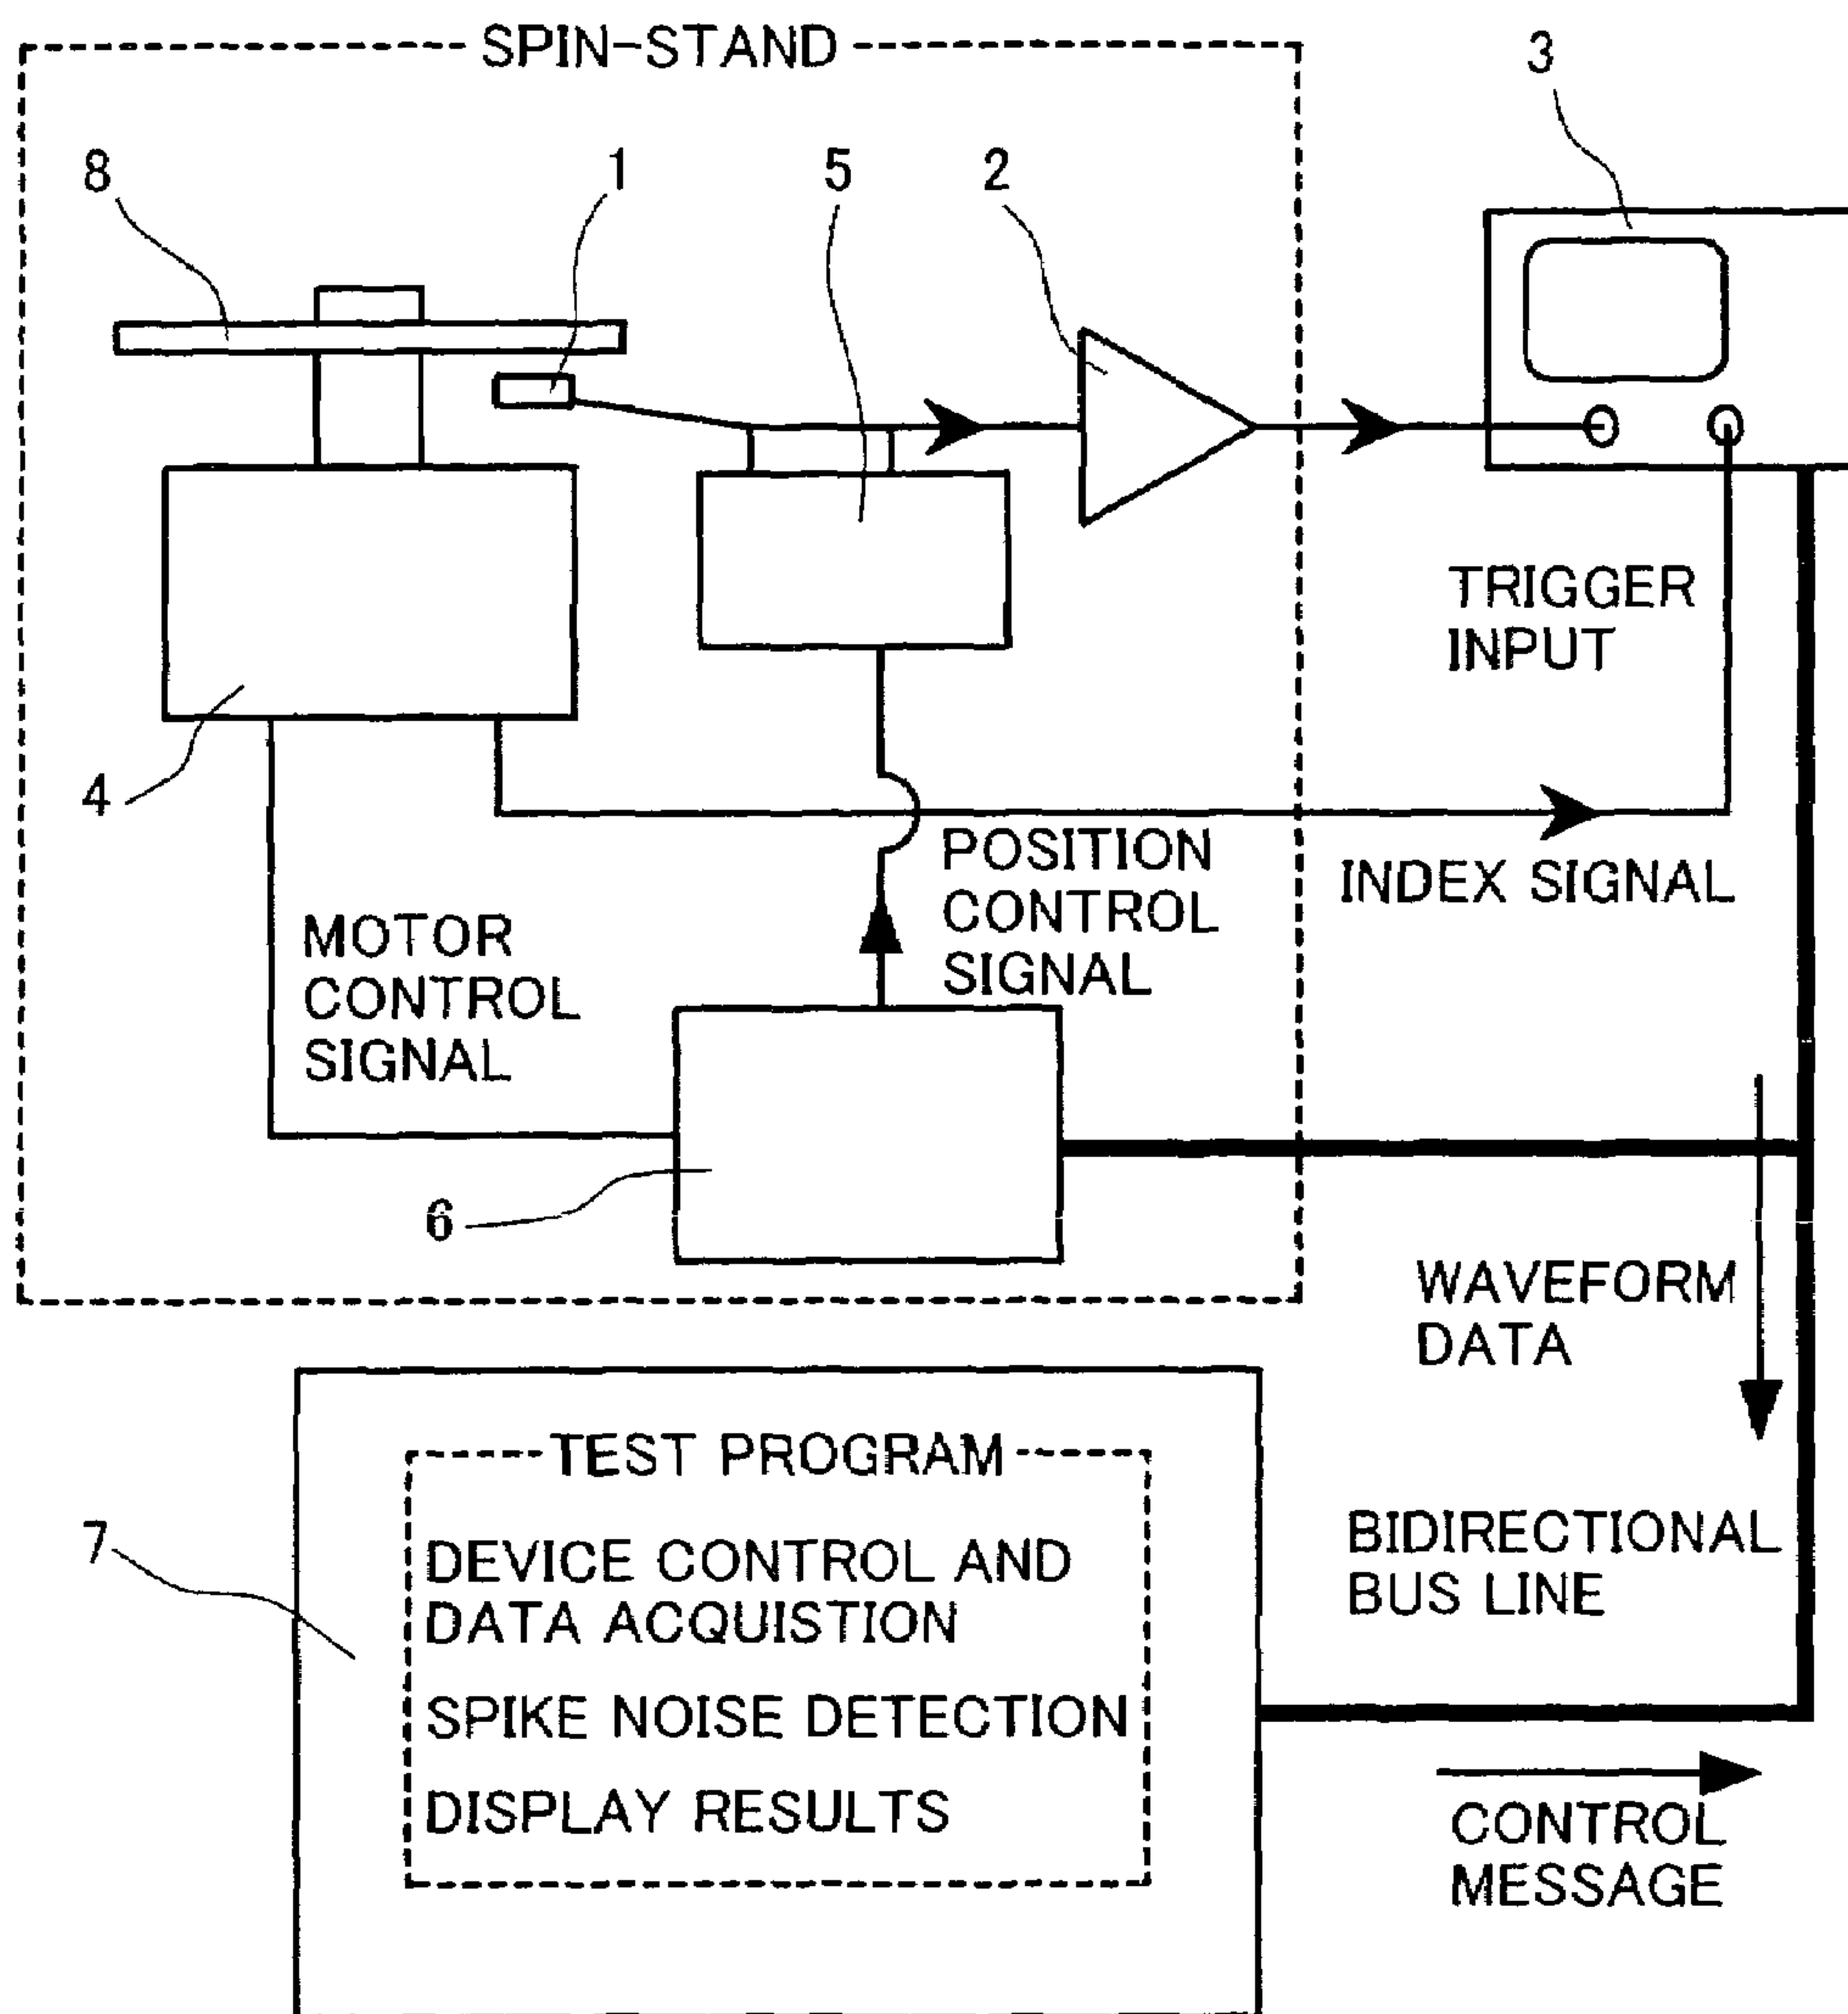 SPIN-STAND
3
8
1
5
2
TRIGGER
INPUT
4
POSITION
CONTROL
SIGNAL
INDEX SIGNAL
MOTOR
CONTROL
SIGNAL
6
WAVEFORM
DATA
TEST PROGRAM
7
DEVICE CONTROL AND
DATA ACQUISTION
SPIKE NOISE DETECTION
DISPLAY RESULTS
BIDIRECTIONAL
BUS LINE
CONTROL
MESSAGE